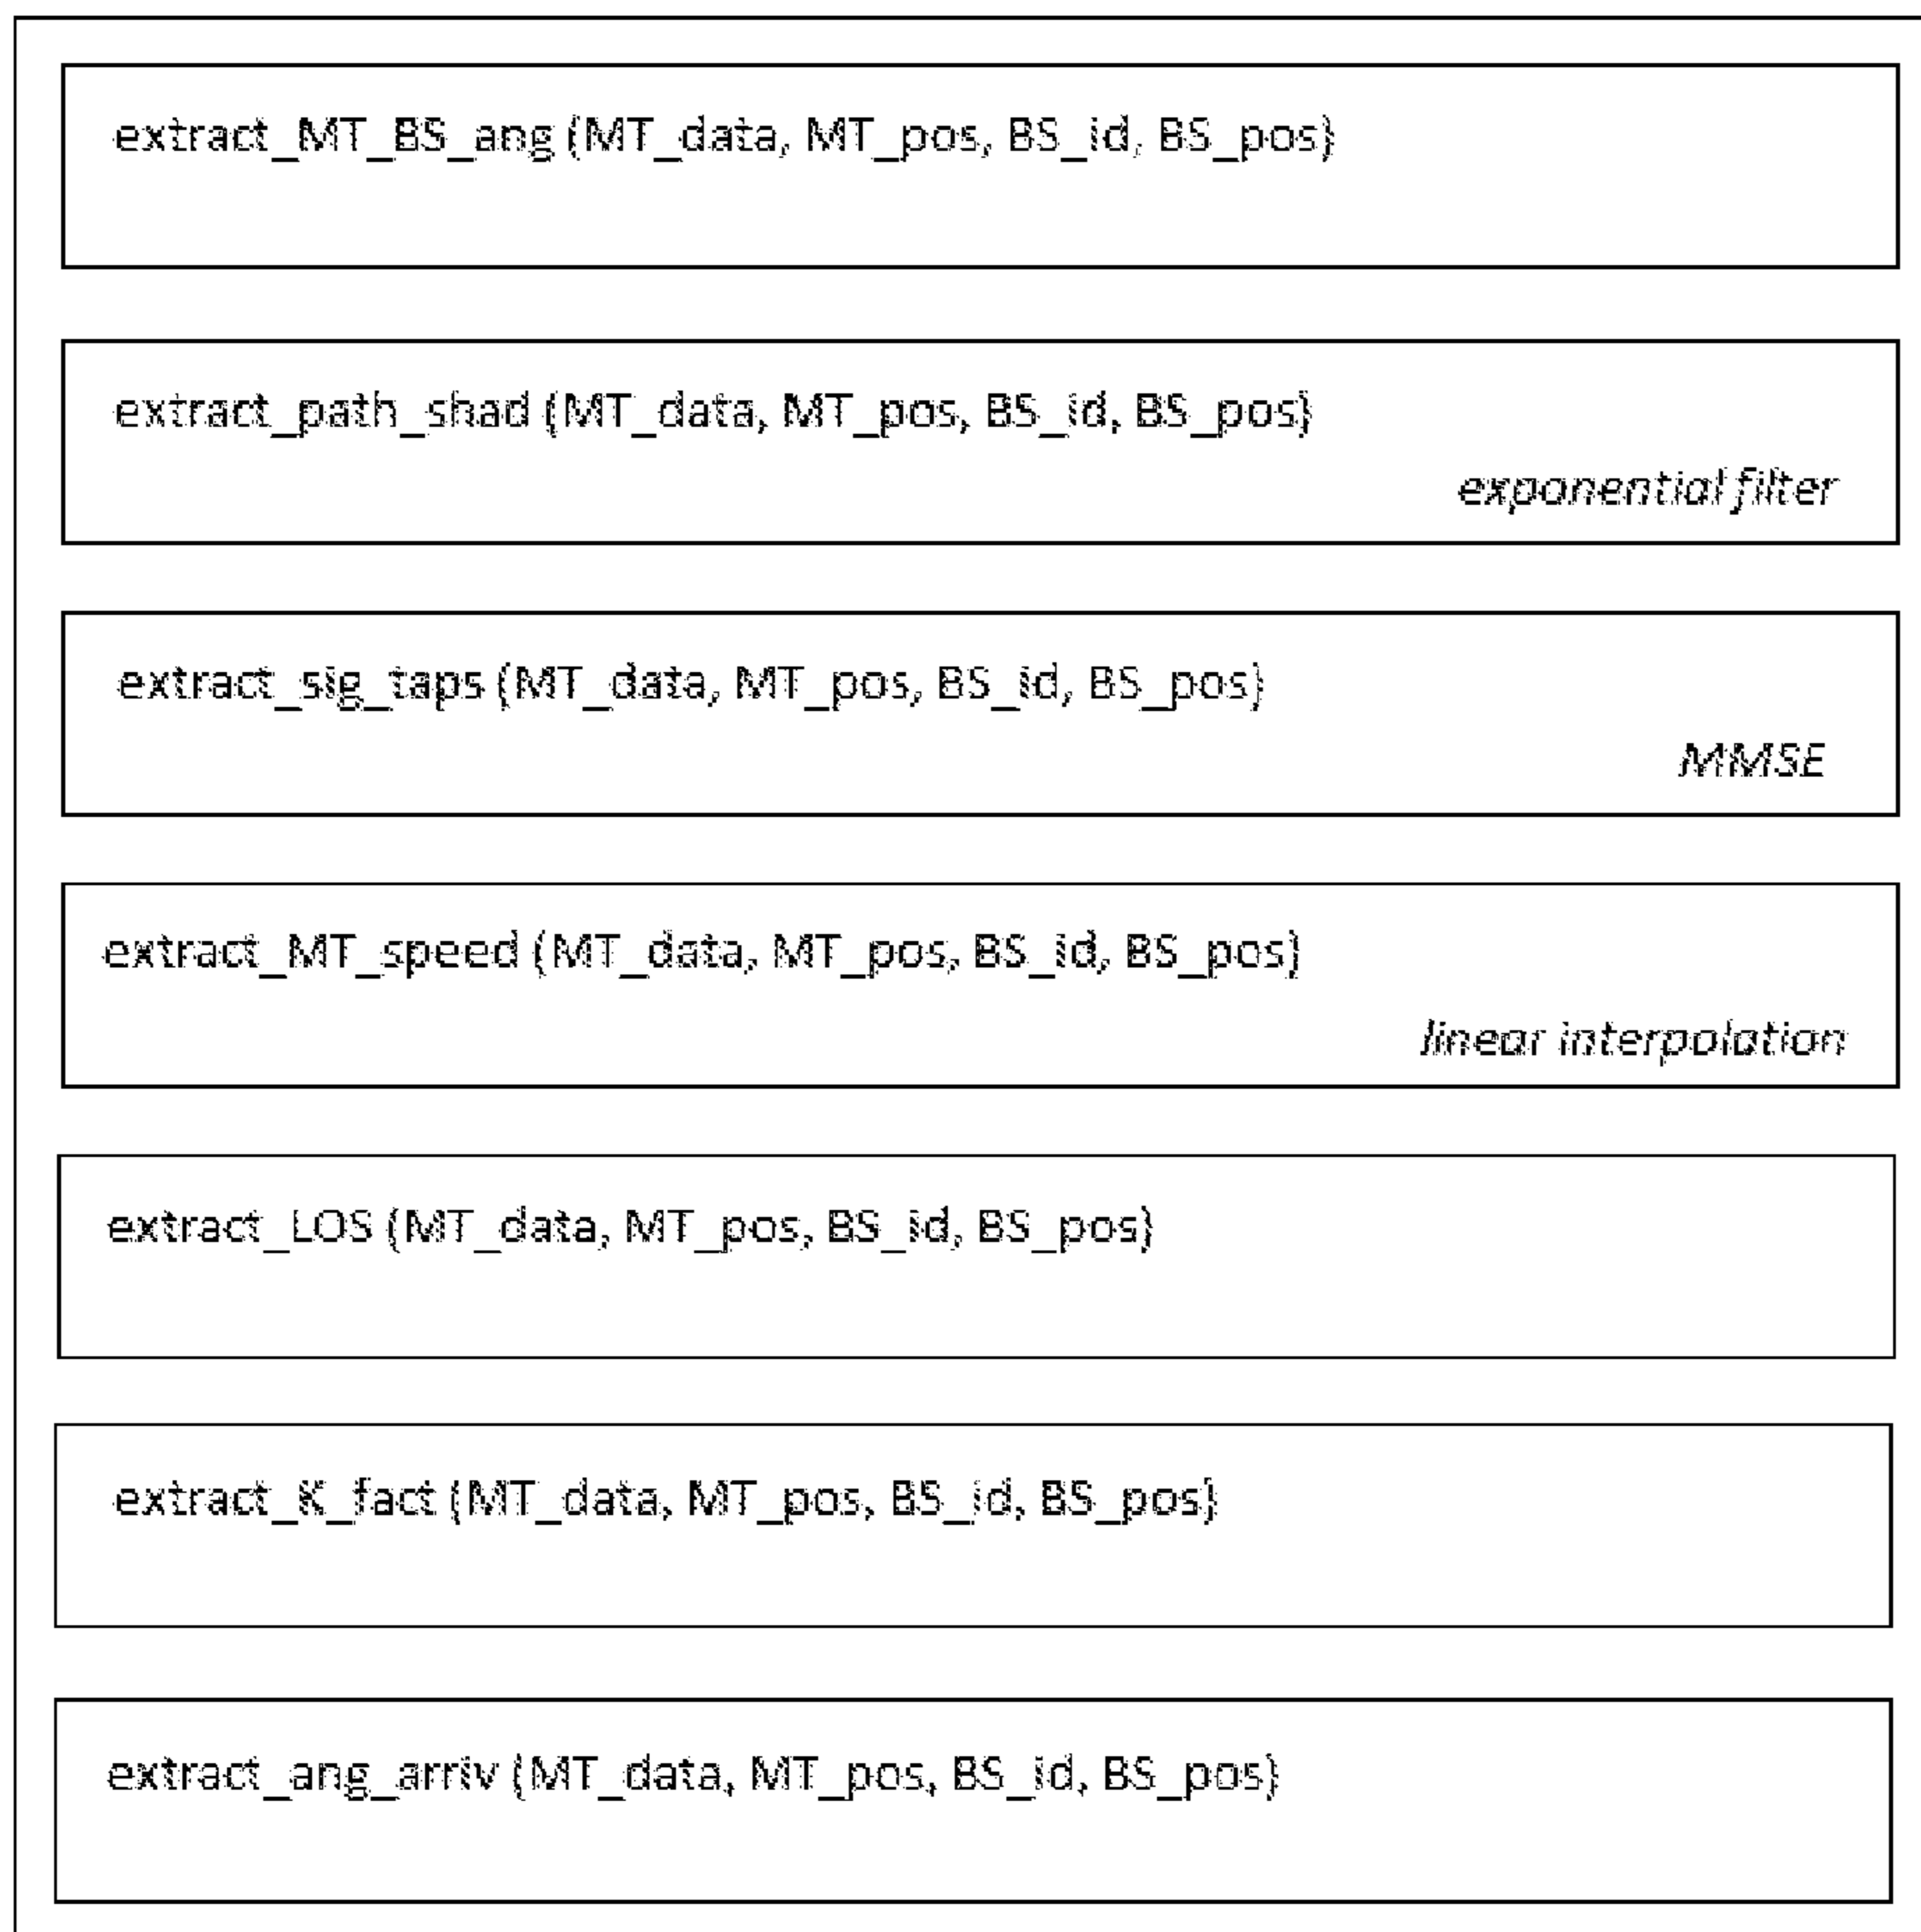 extract_MT_BS_ang (MT_data, MT_pos, BS_id, BS_pos)
extract_path_shad (MT_data, MT_pos, BS_id, BS_pos)
exponential filter
extract_sig_taps (MT_data, MT_pos, BS_id, BS_pos)
MMSE
extract_MT_speed (MT_data, MT_pos, BS_id, BS_pos)
linear interpolation
extract_LOS (MT_data, MT_pos, BS_id, BS_pos)
extract_K_fact (MT_data, MT_pos, BS_id, BS_pos)
extract_ang_arriv (MT_data, MT_pos, BS_id, BS_pos)